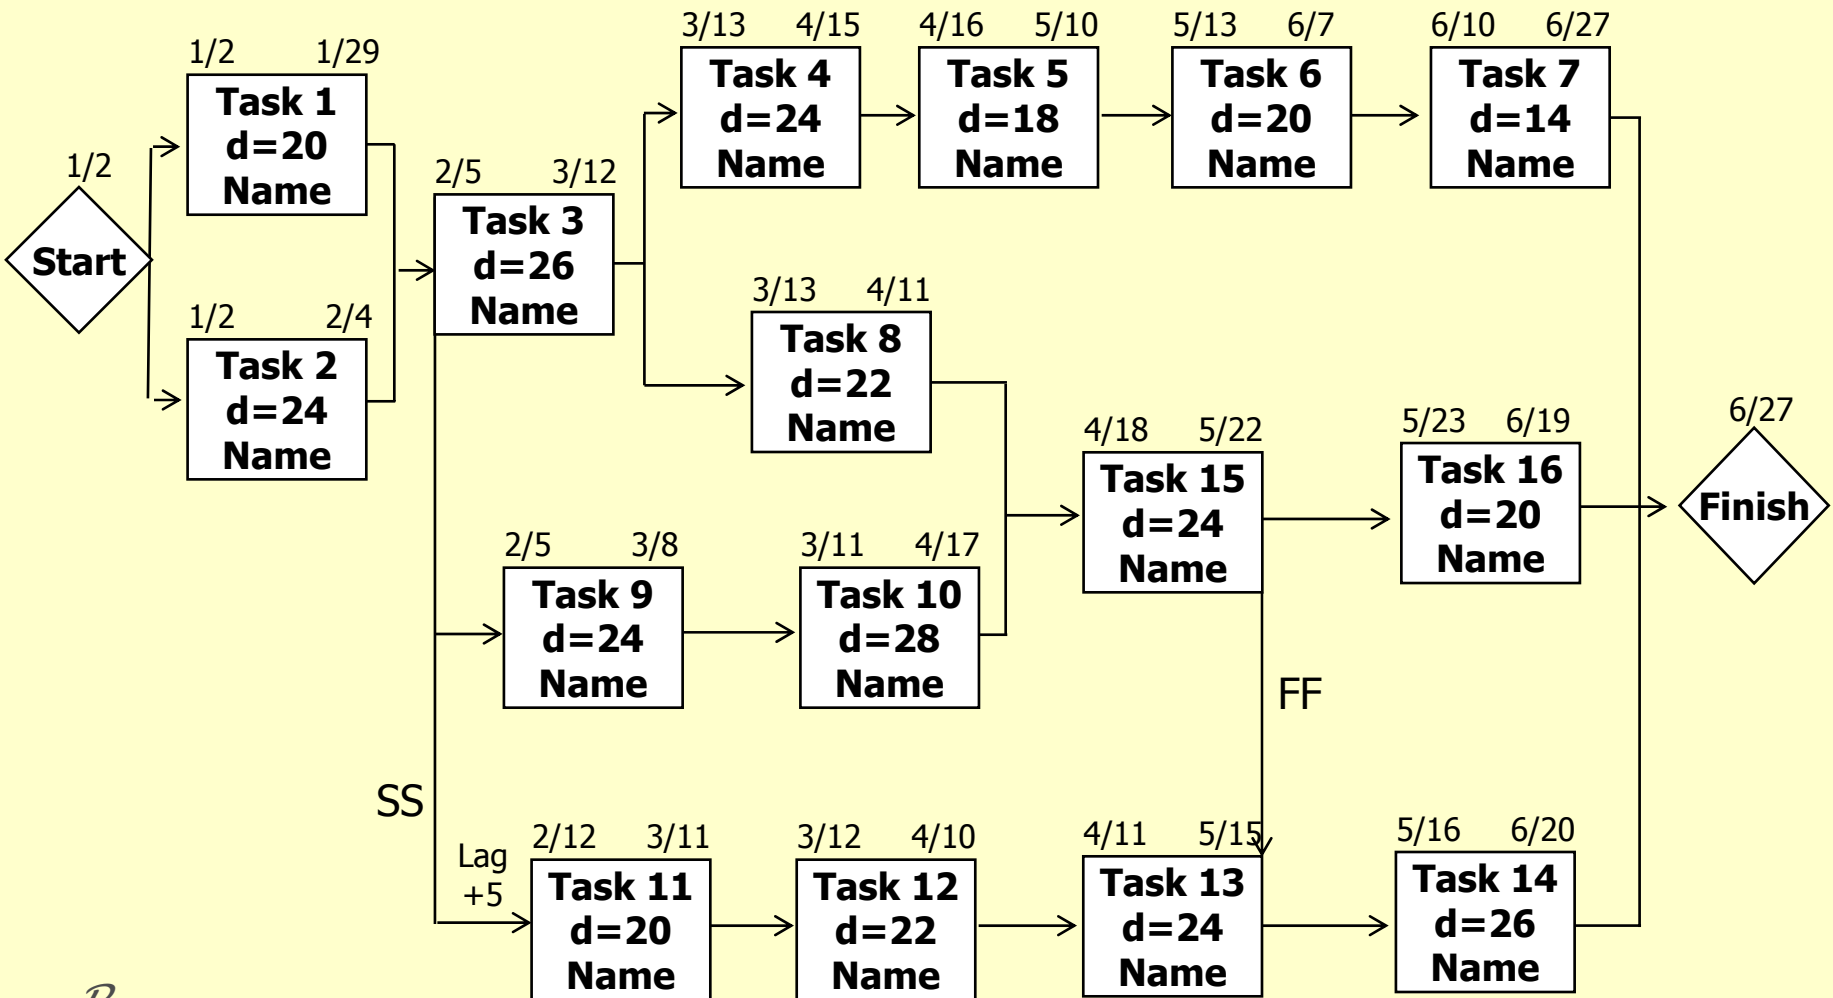 1/2
Start
1/2 1/29
Task 1
d=20
Name
1/2 2/4
Task 2
d=24
Name
2/5 3/12
Task 3
d=26
Name
3/13 4/15
Task 4
d=24
Name
4/16 5/10
Task 5
d=18
Name
5/13 6/7
Task 6
d=20
Name
6/10 6/27
Task 7
d=14
Name
3/13 4/11
Task 8
d=22
Name
2/5 3/8
Task 9
d=24
Name
3/11 4/17
Task 10
d=28
Name
4/18 5/22
Task 15
d=24
Name
5/23 6/19
Task 16
d=20
Name
6/27
Finish
FF
SS
Lag
+5
2/12 3/11
Task 11
d=20
Name
3/12 4/10
Task 12
d=22
Name
4/11 5/15
Task 13
d=24
Name
5/16 6/20
Task 14
d=26
Name